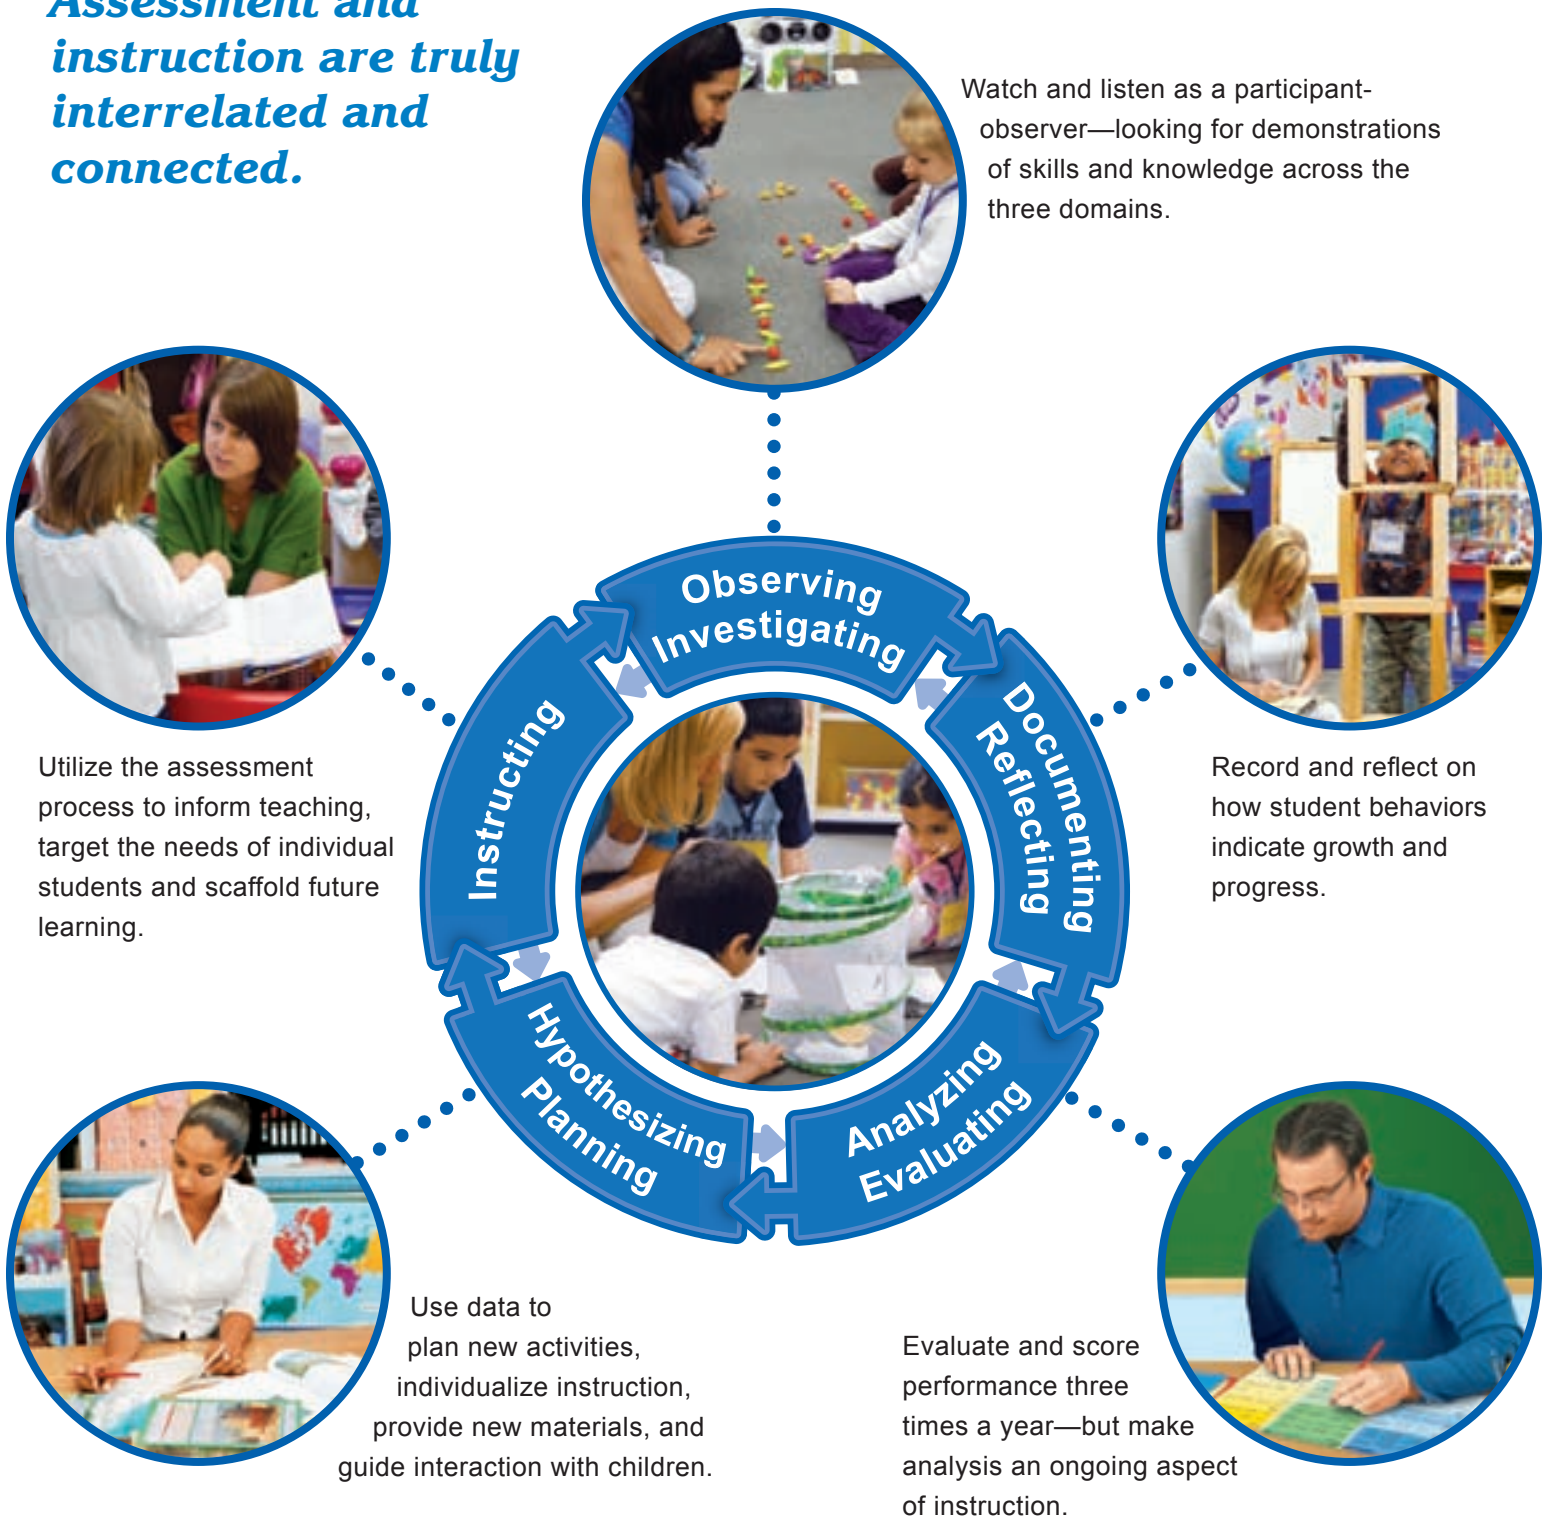 Assessment and
instruction are truly
interrelated and
connected.
Watch and listen as a participant-
observer—looking for demonstrations
of skills and knowledge across the
three domains.
Observing
Investigating
Documenting
Reflecting
Record and reflect on
how student behaviors
indicate growth and
progress.
Analyzing
Evaluating
Evaluate and score
performance three
times a year—but make
analysis an ongoing aspect
of instruction.
Hypothesizing
Planning
Use data to
plan new activities,
individualize instruction,
provide new materials, and
guide interaction with children.
Instructing
Utilize the assessment
process to inform teaching,
target the needs of individual
students and scaffold future
learning.